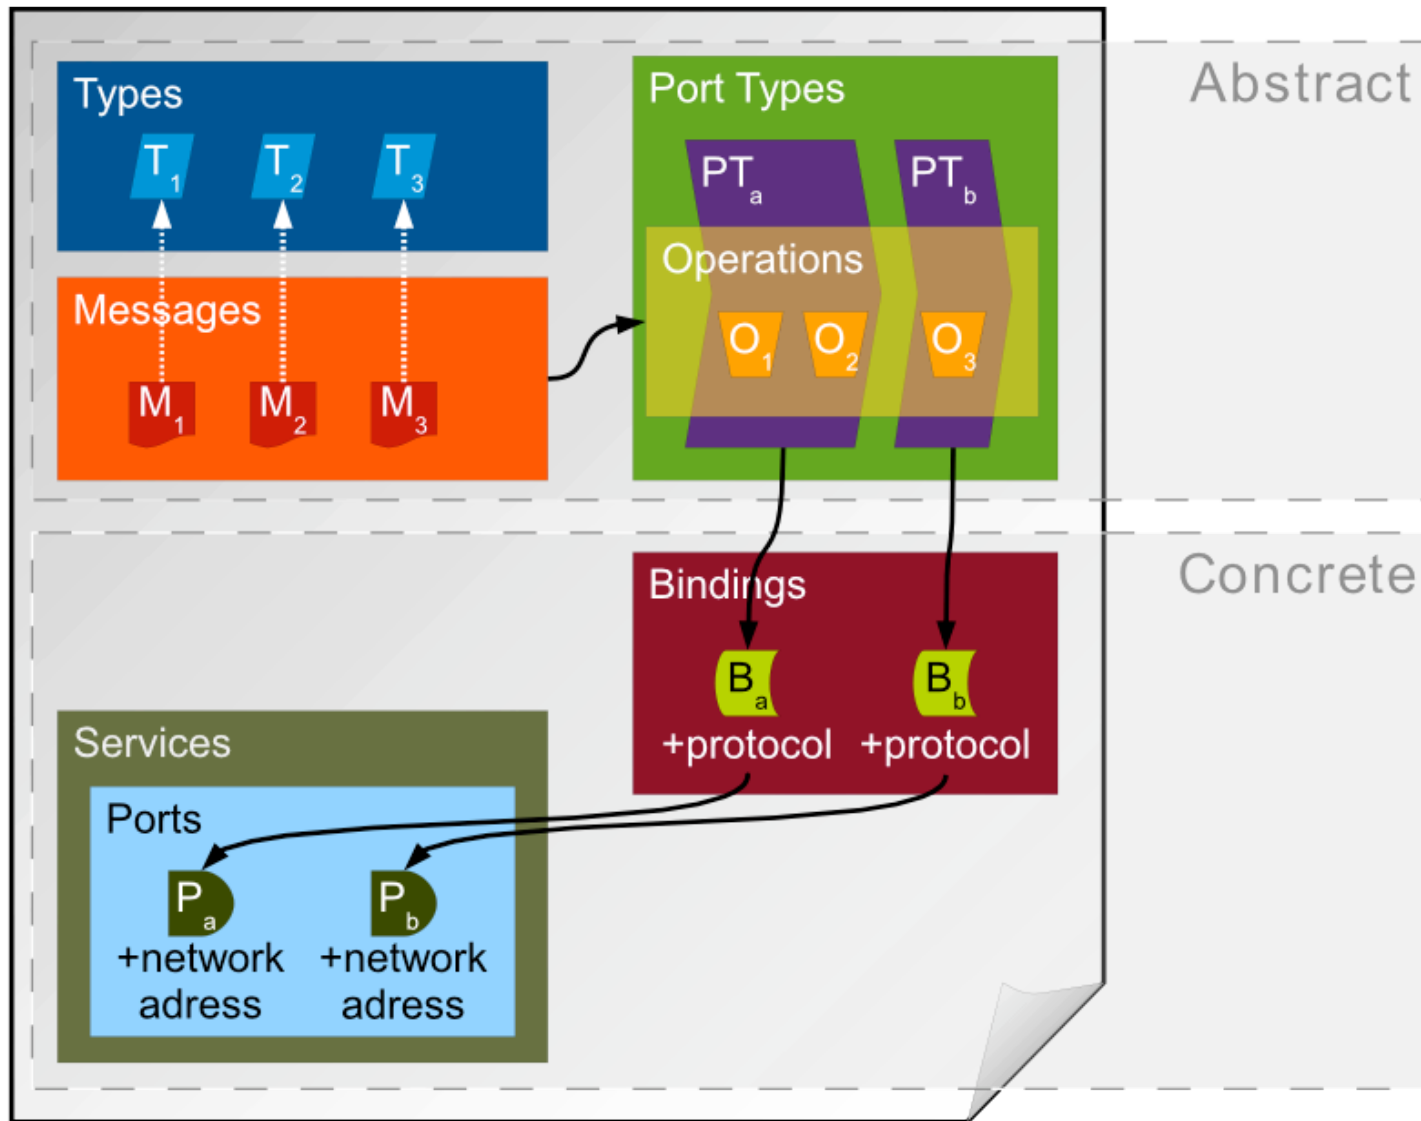 Abstract
Types
T1 T2 T3
Messages
M1 M2 M3
Port Types
PTa PTb
Operations
O1 O2 O3
Concrete
Bindings
Ba Bb
+protocol +protocol
Services
Ports
Pa Pb
+network +network
adress adress